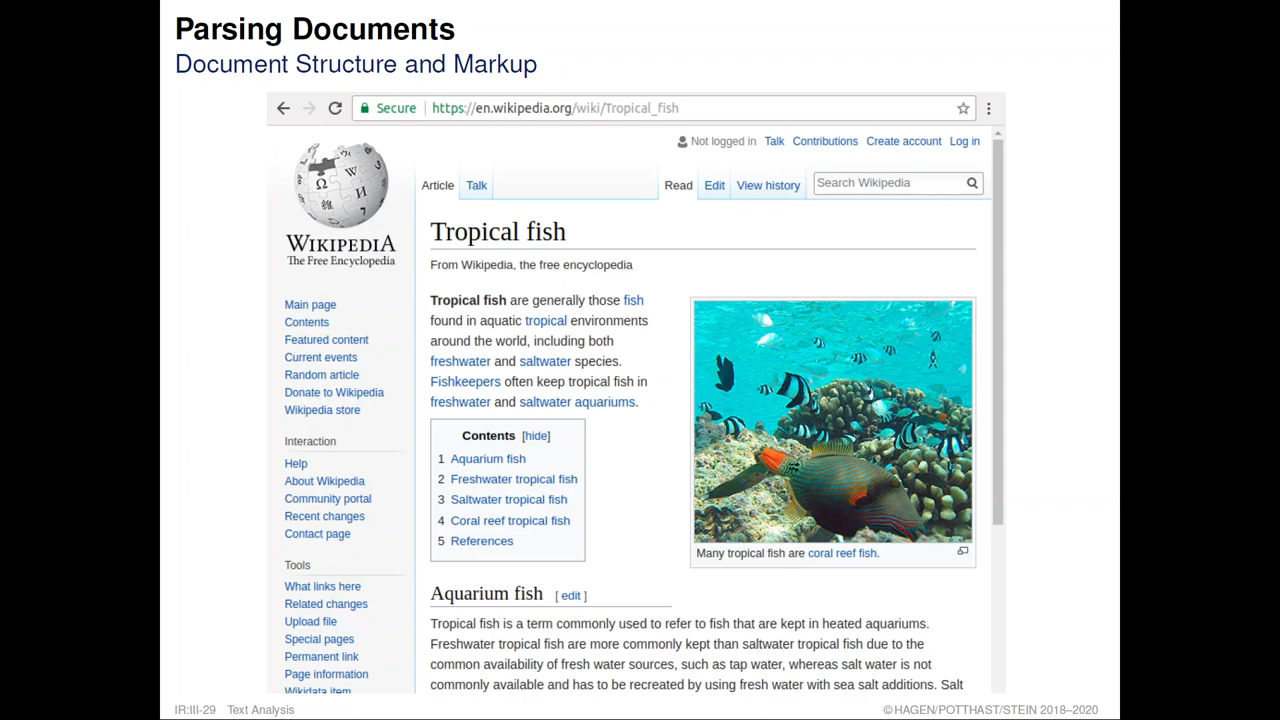 Parsing Documents
Document Structure and Markup
Secure https://en.wikipedia.org/wiki/Tropical_fish
Not logged in Talk Contributions Create account Log in
Article Talk Read Edit View history Search Wikipedia
WIKIPEDIA
The Free Encyclopedia
Main page
Contents
Featured content
Current events
Random article
Donate to Wikipedia
Wikipedia store
Interaction
Help
About Wikipedia
Community portal
Recent changes
Contact page
Tools
What links here
Related changes
Upload file
Special pages
Permanent link
Page information
Wikidata item
Tropical fish
From Wikipedia, the free encyclopedia
Tropical fish are generally those fish
found in aquatic tropical environments
around the world, including both
freshwater and saltwater species.
Fishkeepers often keep tropical fish in
freshwater and saltwater aquariums.
Contents [hide]
1 Aquarium fish
2 Freshwater tropical fish
3 Saltwater tropical fish
4 Coral reef tropical fish
5 References
Many tropical fish are coral reef fish.
Aquarium fish [ edit ]
Tropical fish is a term commonly used to refer to fish that are kept in heated aquariums.
Freshwater tropical fish are more commonly kept than saltwater tropical fish due to the
common availability of fresh water sources, such as tap water, whereas salt water is not
commonly available and has to be recreated by using fresh water with sea salt additions. Salt
IR:III-29 Text Analysis
© HAGEN/POTTHAST/STEIN 2018–2020